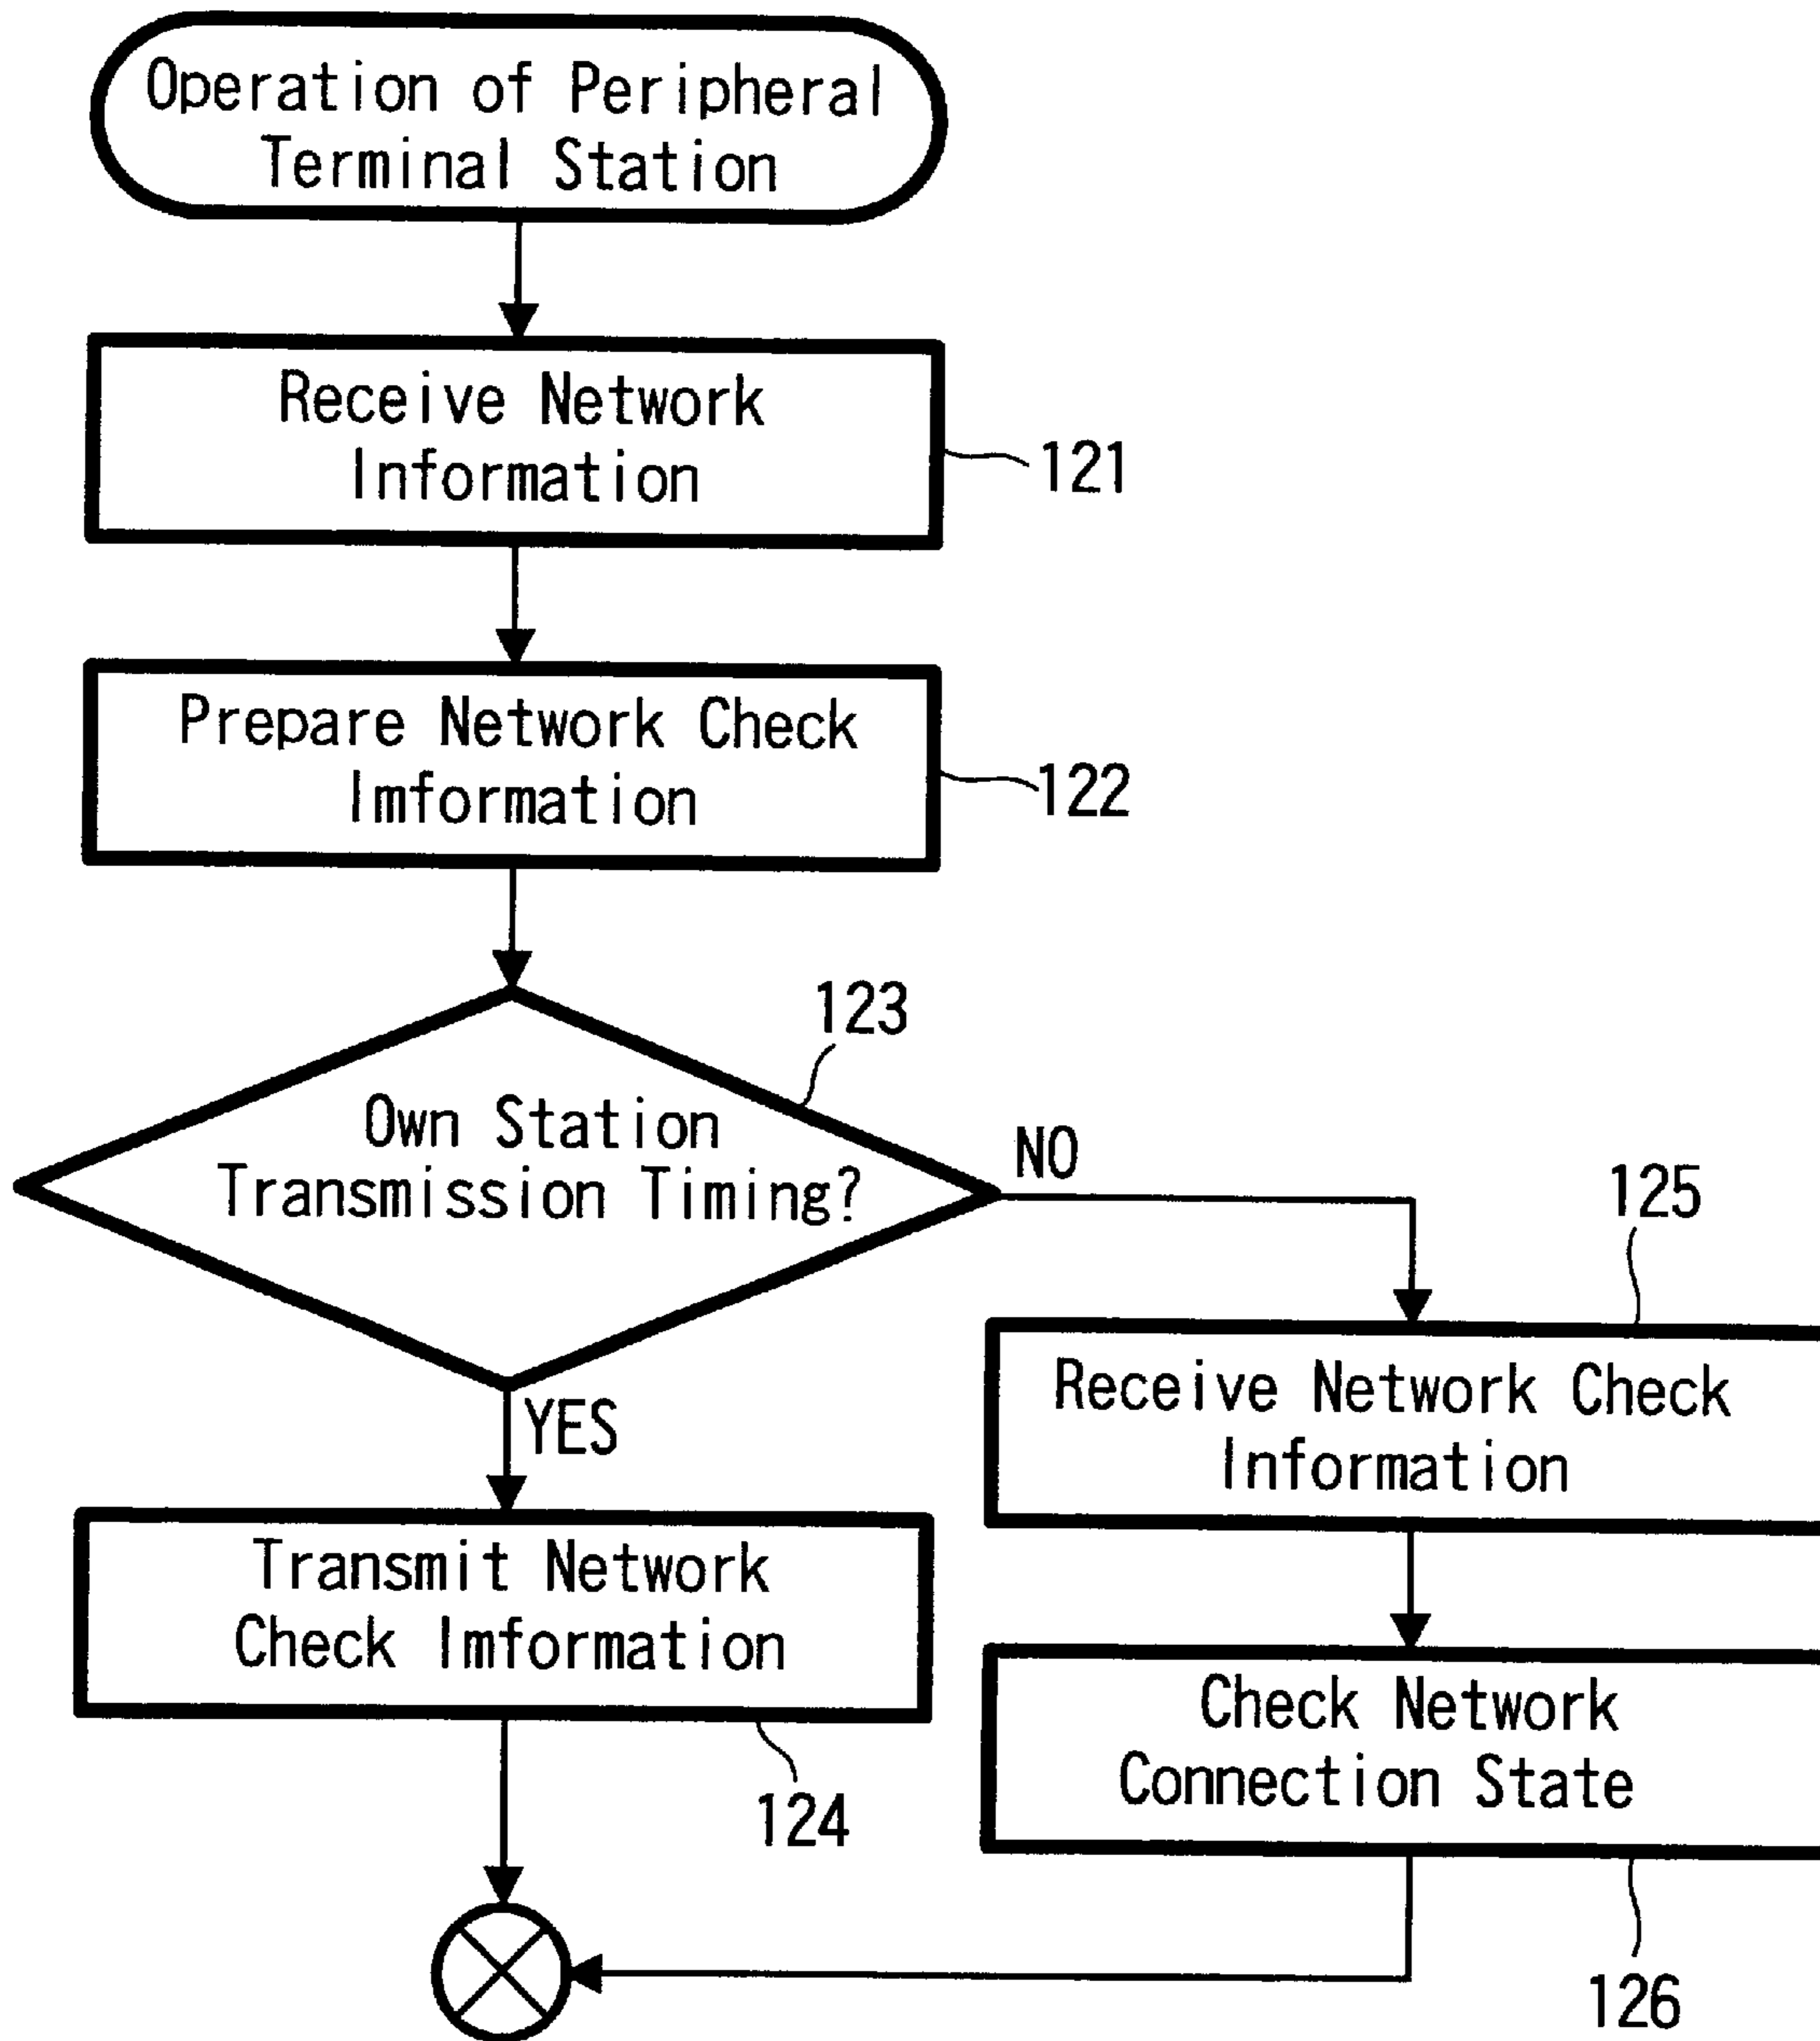 Operation of Peripheral
Terminal Station
Receive Network
Information
121
Prepare Network Check
Imformation
122
123
Own Station
Transmission Timing?
NO
YES
125
Receive Network Check
Information
Transmit Network
Check Imformation
124
Check Network
Connection State
126